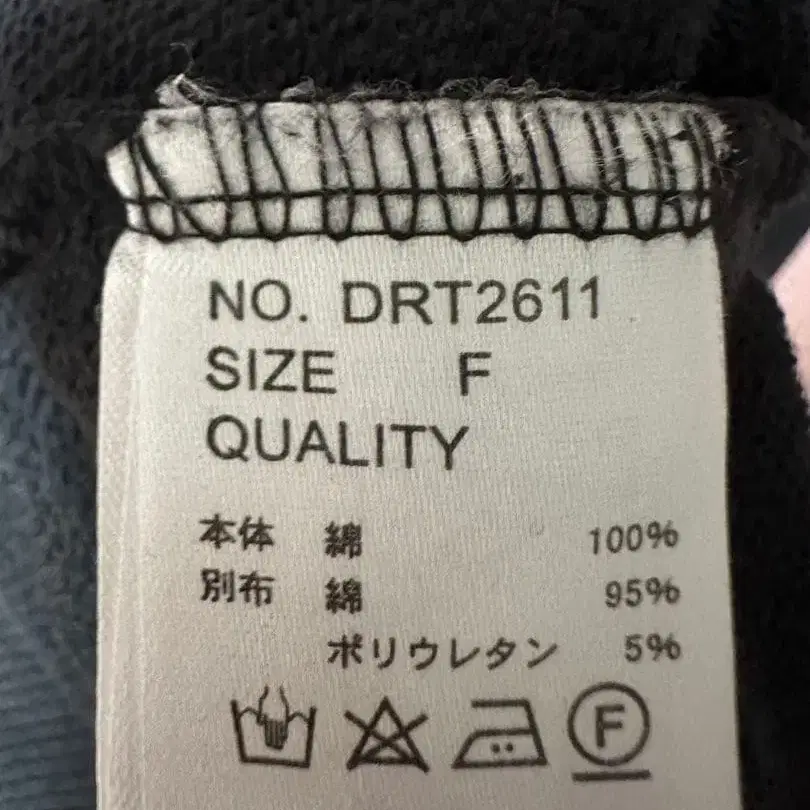 NO. DRT2611
SIZE F
QUALITY
本体 綿 100%
別布 綿 95%
ポリウレタン 5%
F